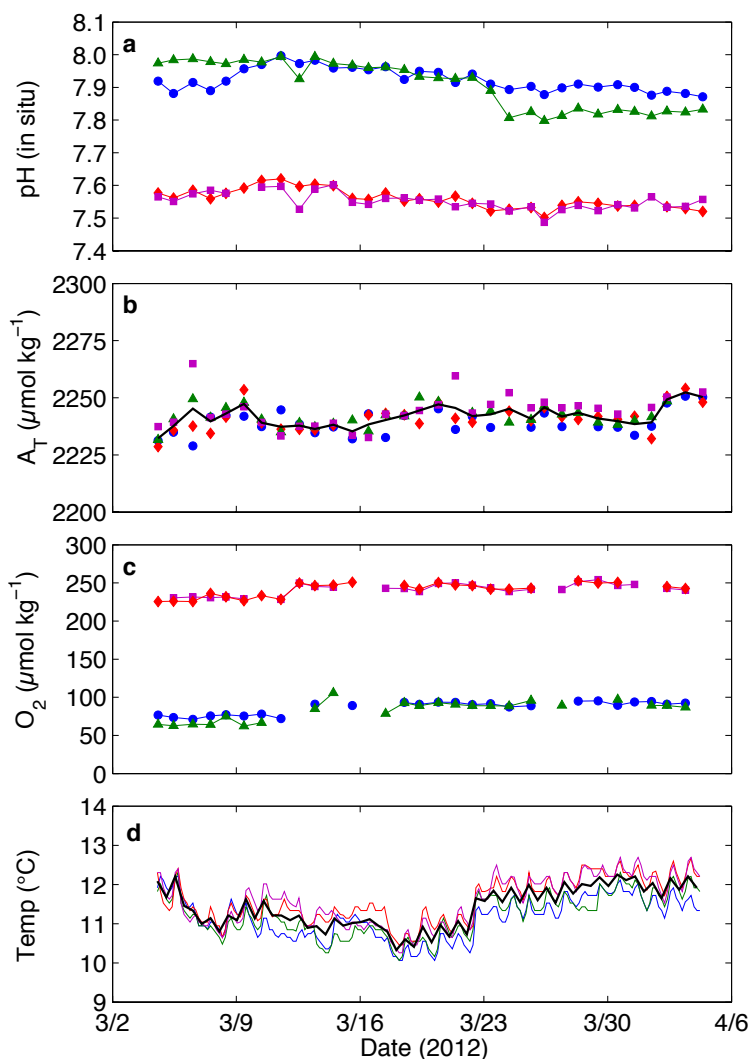 8.1
a
8.0
7.9
7.8
7.7
7.6
7.5
7.4
pH (in situ)
2300
b
2275
2250
2225
2200
A_T (μmol kg⁻¹)
300
c
250
200
150
100
50
0
O₂ (μmol kg⁻¹)
14
d
13
12
11
10
9
Temp (°C)
3/2 3/9 3/16 3/23 3/30 4/6
Date (2012)